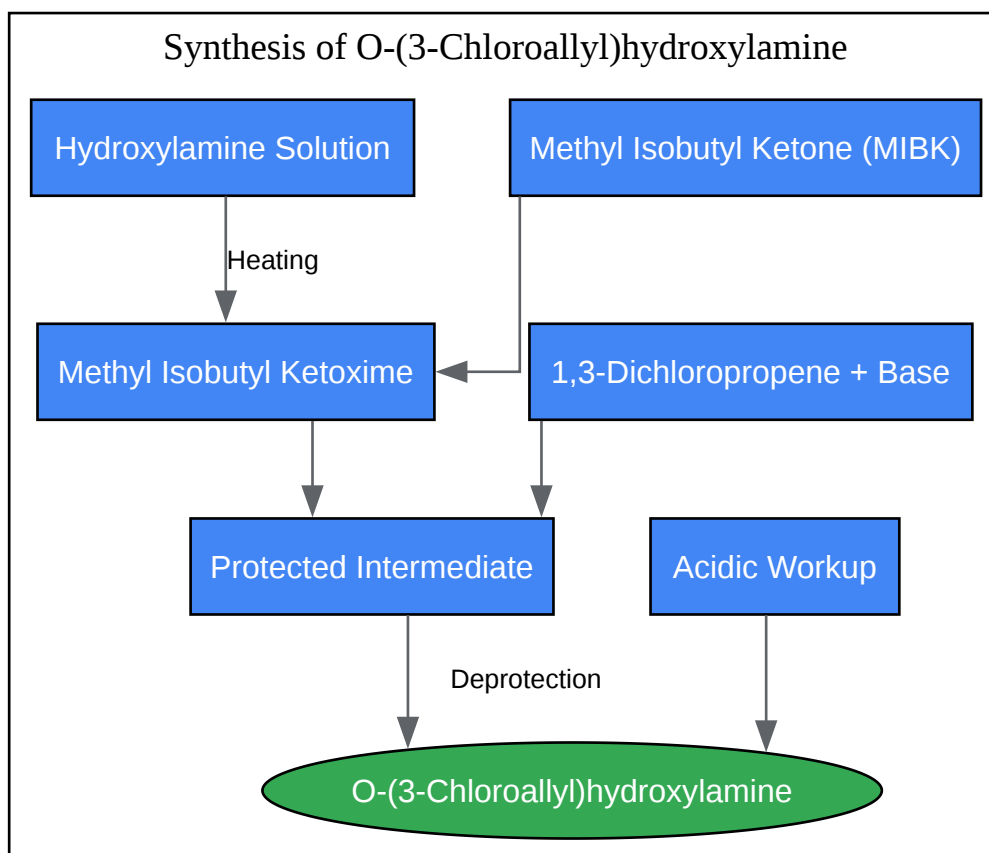 Synthesis of O-(3-Chloroallyl)hydroxylamine
Hydroxylamine Solution
Methyl Isobutyl Ketone (MIBK)
Heating
Methyl Isobutyl Ketoxime
1,3-Dichloropropene + Base
Protected Intermediate
Acidic Workup
Deprotection
O-(3-Chloroallyl)hydroxylamine